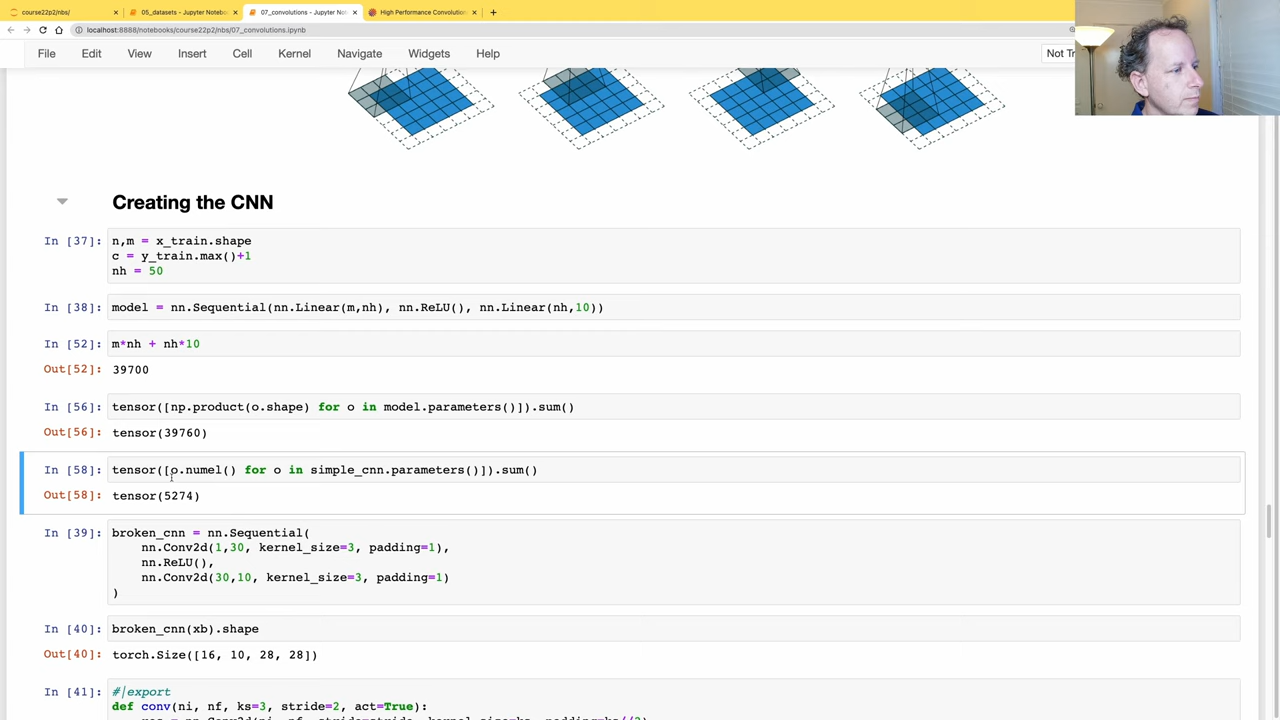 course22p2/nbs/
05_datasets - Jupyter Noteb
07_convolutions - Jupyter No
High Performance Convolution
localhost:8888/notebooks/course22p2/nbs/07_convolutions.ipynb
File Edit View Insert Cell Kernel Navigate Widgets Help Not Tr
Creating the CNN
In [37]: n,m = x_train.shape
c = y_train.max()+1
nh = 50
In [38]: model = nn.Sequential(nn.Linear(m,nh), nn.ReLU(), nn.Linear(nh,10))
In [52]: m*nh + nh*10
Out[52]: 39700
In [56]: tensor([np.product(o.shape) for o in model.parameters()]).sum()
Out[56]: tensor(39760)
In [58]: tensor([o.numel() for o in simple_cnn.parameters()]).sum()
Out[58]: tensor(5274)
In [39]: broken_cnn = nn.Sequential(
nn.Conv2d(1,30, kernel_size=3, padding=1),
nn.ReLU(),
nn.Conv2d(30,10, kernel_size=3, padding=1)
)
In [40]: broken_cnn(xb).shape
Out[40]: torch.Size([16, 10, 28, 28])
In [41]: #|export
def conv(ni, nf, ks=3, stride=2, act=True):